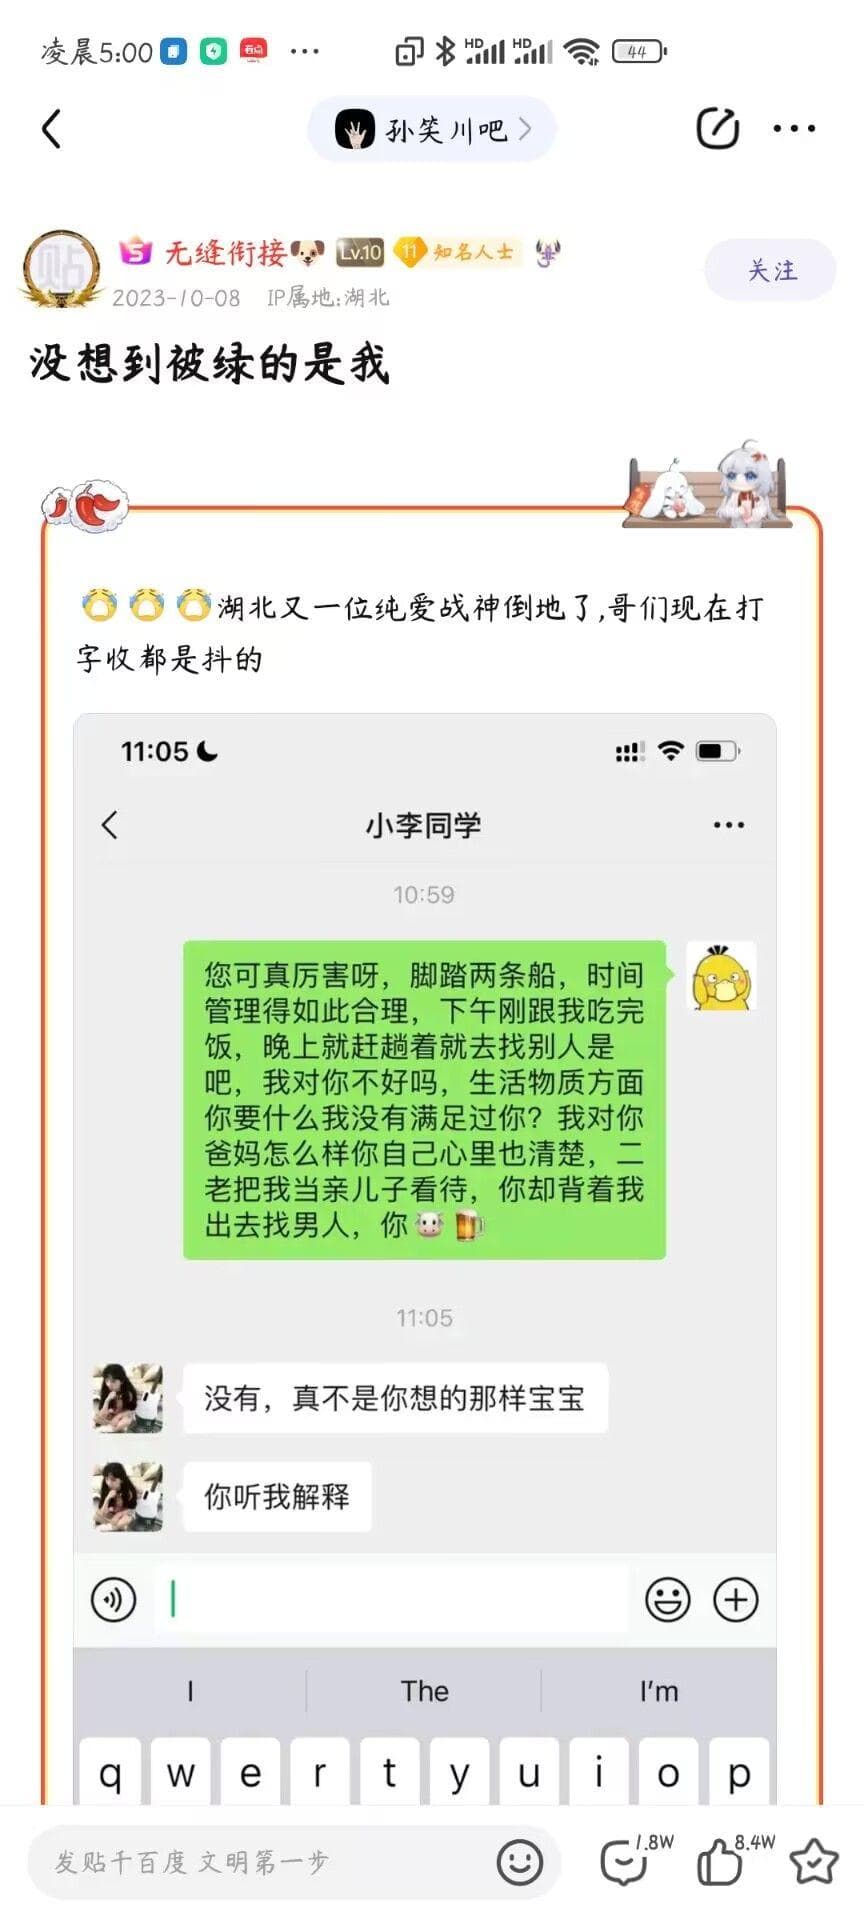 凌晨5:00 看点 ... HD HD 44
孙笑川吧
贴 5 无缝衔接 Lv.10 11 知名人士
关注
2023-10-08 IP属地:湖北
没想到被绿的是我
湖北又一位纯爱战神倒地了,哥们现在打
字收都是抖的
11:05
小李同学
10:59
您可真厉害呀，脚踏两条船，时间
管理得如此合理，下午刚跟我吃完
饭，晚上就赶趟着就去找别人是
吧，我对你不好吗，生活物质方面
你要什么我没有满足过你？我对你
爸妈怎么样你自己心里也清楚，二
老把我当亲儿子看待，你却背着我
出去找男人，你🐮🍺
11:05
没有，真不是你想的那样宝宝
你听我解释
I The I'm
q w e r t y u i o p
发贴千百度 文明第一步
1.8W 8.4W